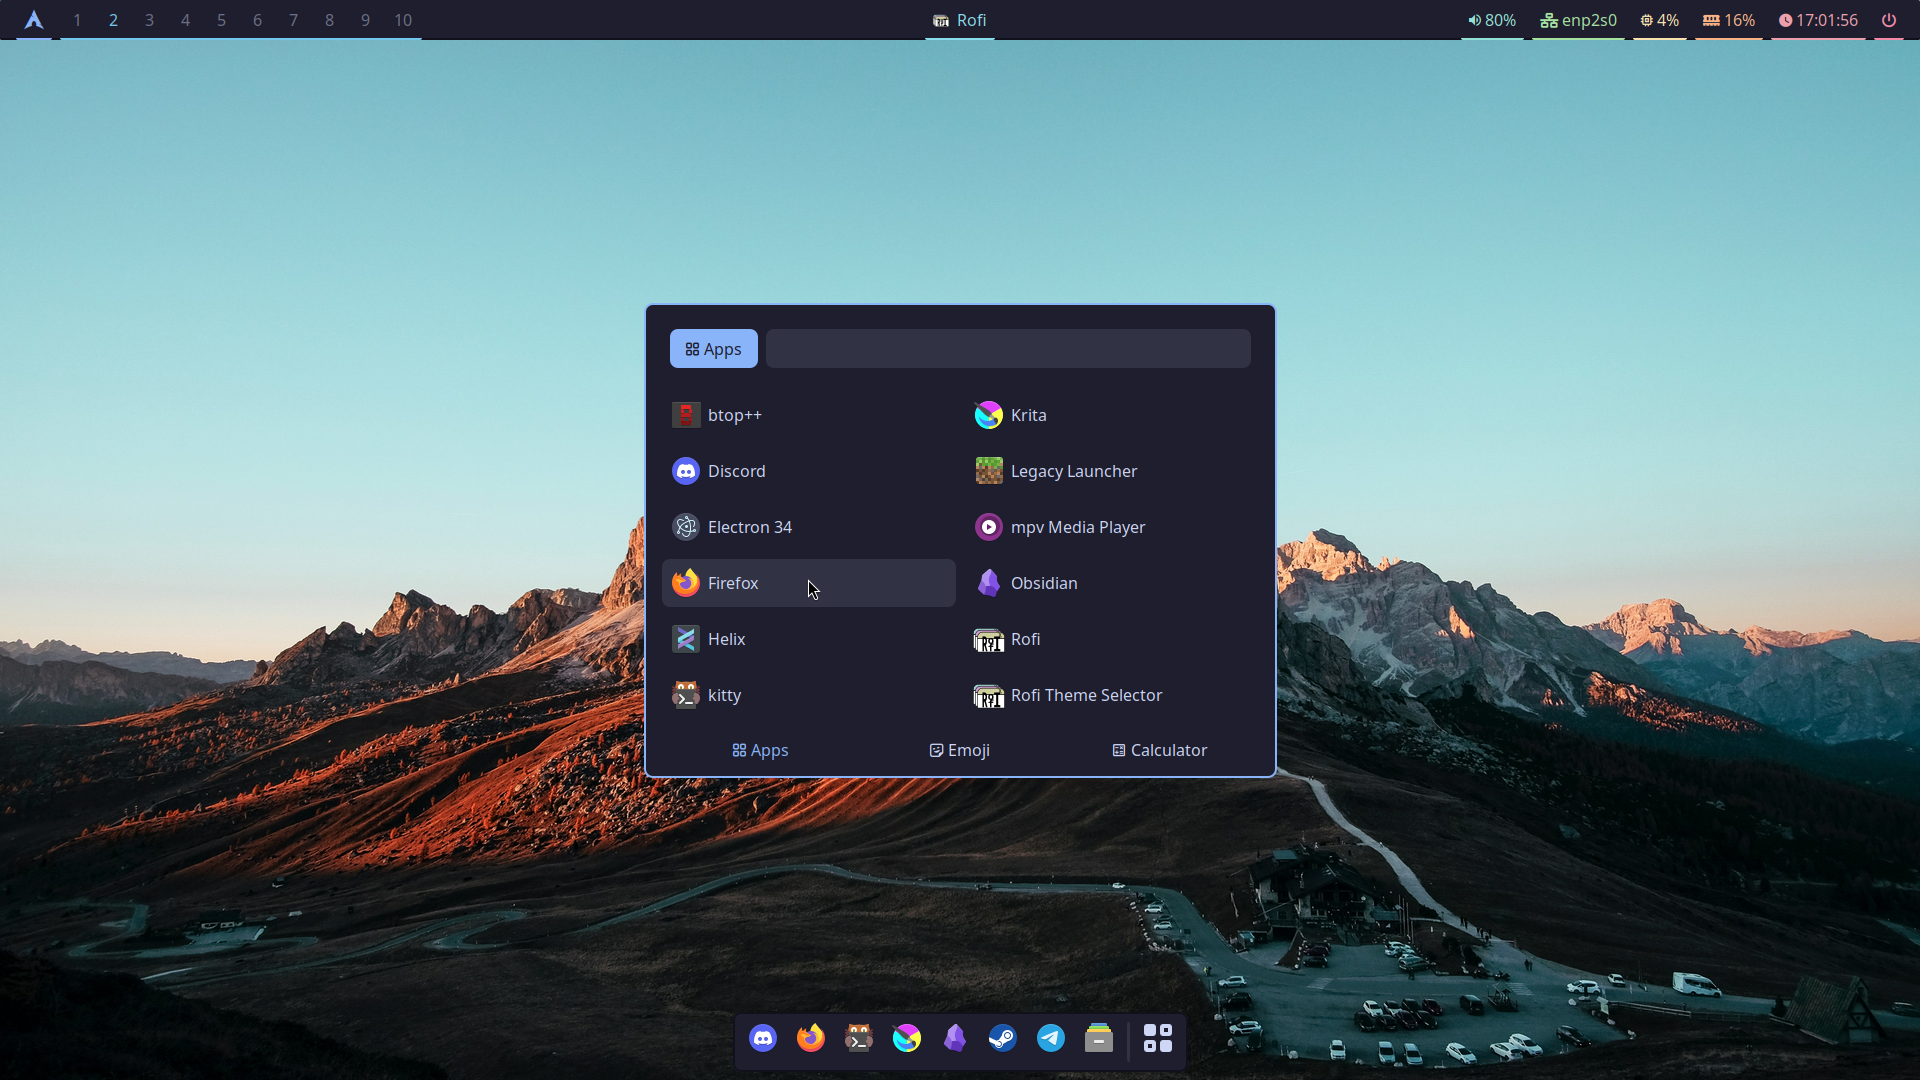 1 2 3 4 5 6 7 8 9 10 Rofi 80% enp2s0 4% 16% 17:01:56
Apps
btop++ Krita
Discord Legacy Launcher
Electron 34 mpv Media Player
Firefox Obsidian
Helix Rofi
kitty Rofi Theme Selector
Apps Emoji Calculator